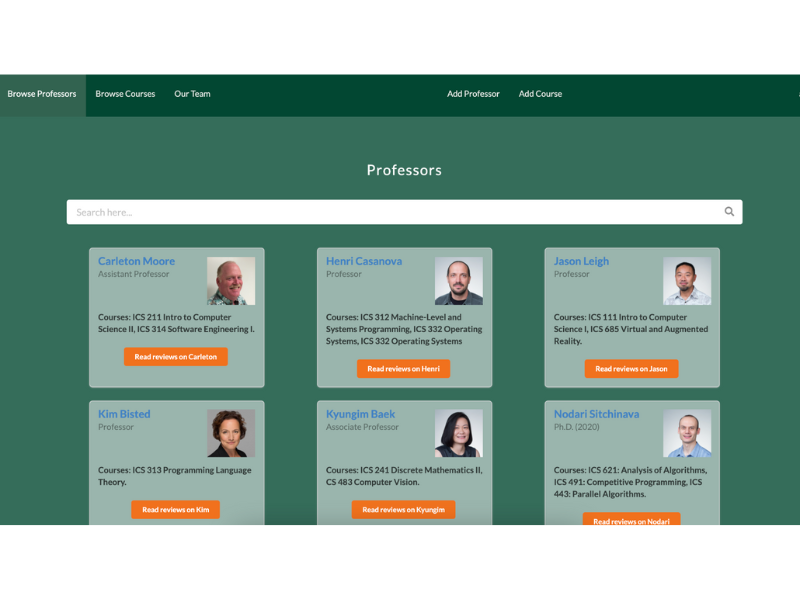 Browse Professors Browse Courses Our Team Add Professor Add Course
Professors
Search here...
Carleton Moore
Assistant Professor
Courses: ICS 211 Intro to Computer
Science II, ICS 314 Software Engineering I.
Read reviews on Carleton
Henri Casanova
Professor
Courses: ICS 312 Machine-Level and
Systems Programming, ICS 332 Operating
Systems, ICS 332 Operating Systems
Read reviews on Henri
Jason Leigh
Professor
Courses: ICS 111 Intro to Computer
Science I, ICS 685 Virtual and Augmented
Reality.
Read reviews on Jason
Kim Bisted
Professor
Courses: ICS 313 Programming Language
Theory.
Read reviews on Kim
Kyungim Baek
Associate Professor
Courses: ICS 241 Discrete Mathematics II,
CS 483 Computer Vision.
Read reviews on Kyungim
Nodari Sitchinava
Ph.D. (2020)
Courses: ICS 621: Analysis of Algorithms,
ICS 491: Competitive Programming, ICS
443: Parallel Algorithms.
Read reviews on Nodari